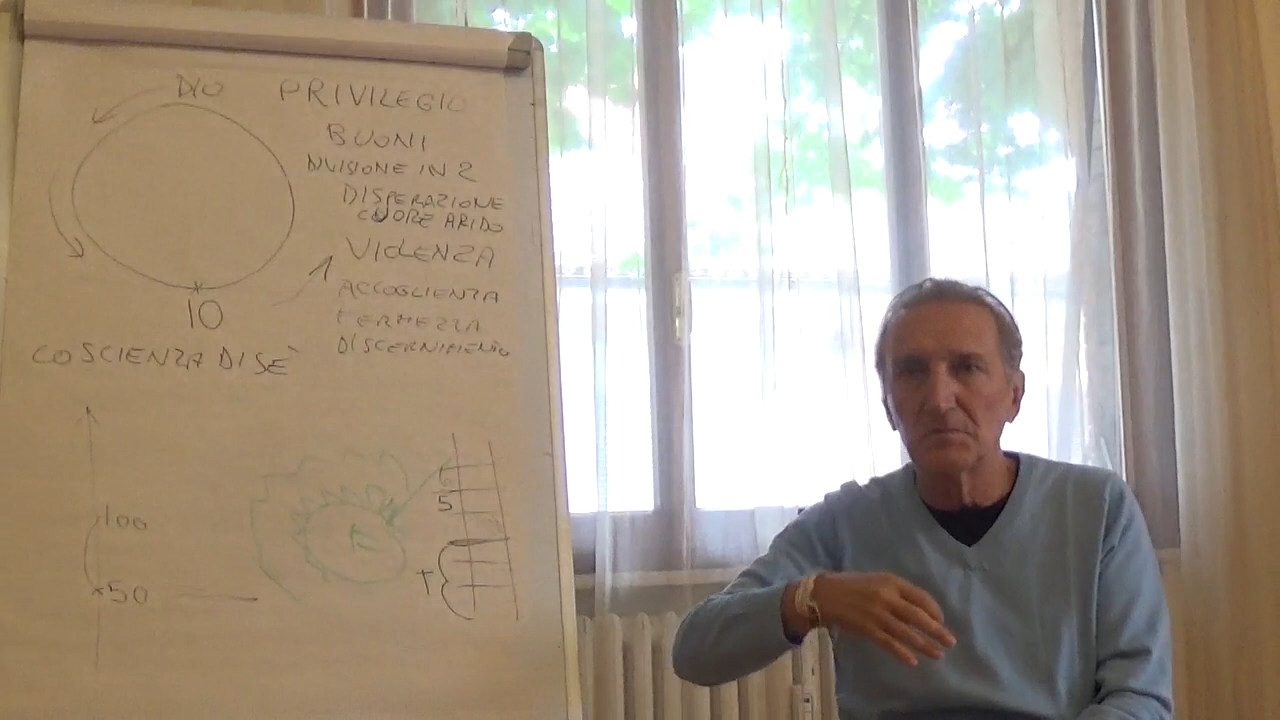 DIO PRIVILEGIO
BUONI
DIVISIONE IN 2
DISPERAZIONE
CUORE ARIDO
VIOLENZA
ACCOGLIENZA
FERMEZZA
DISCERNIMENTO
IO
COSCIENZA DI SÈ
100
50
6
5
T